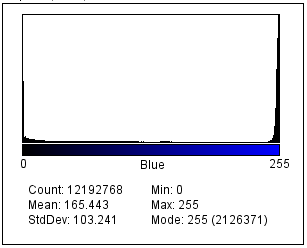 0 Blue 255
Count: 12192768 Min: 0
Mean: 165.443 Max: 255
StdDev: 103.241 Mode: 255 (2126371)